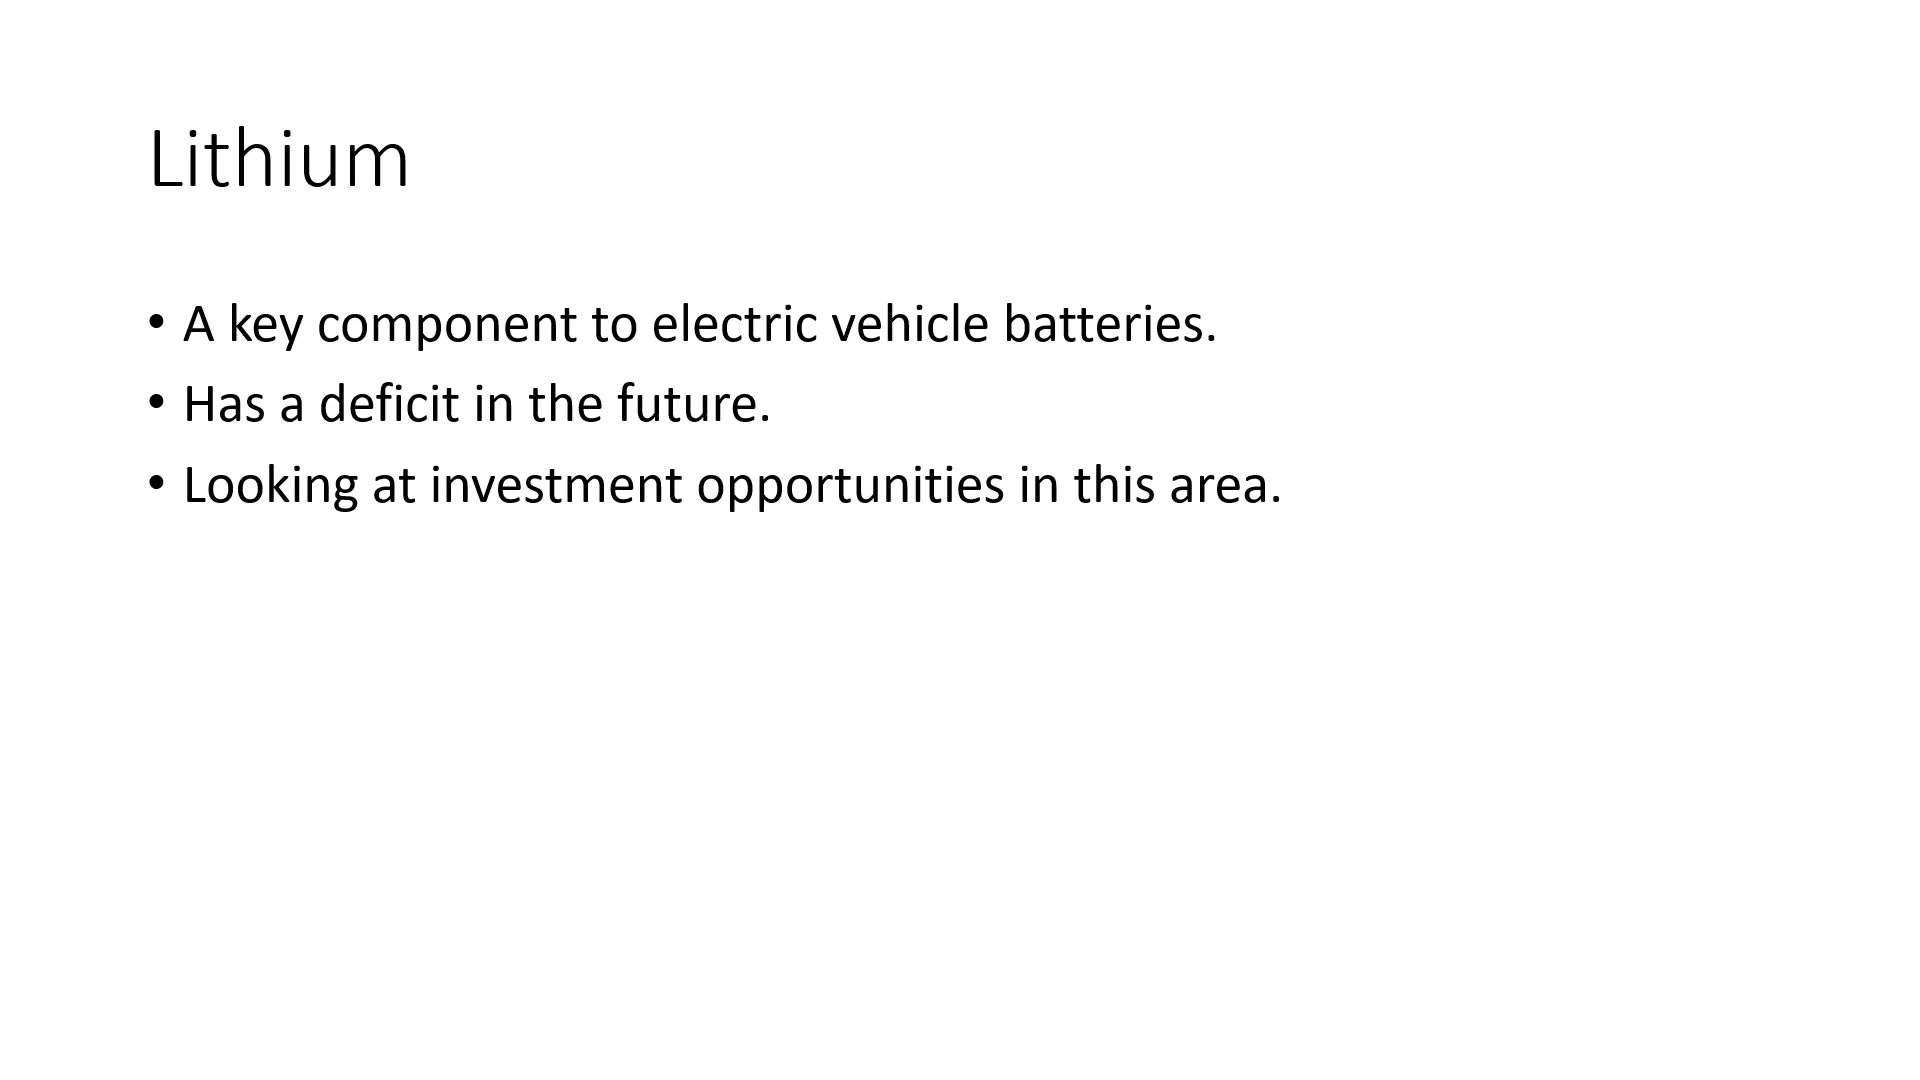 Lithium
• A key component to electric vehicle batteries.
• Has a deficit in the future.
• Looking at investment opportunities in this area.